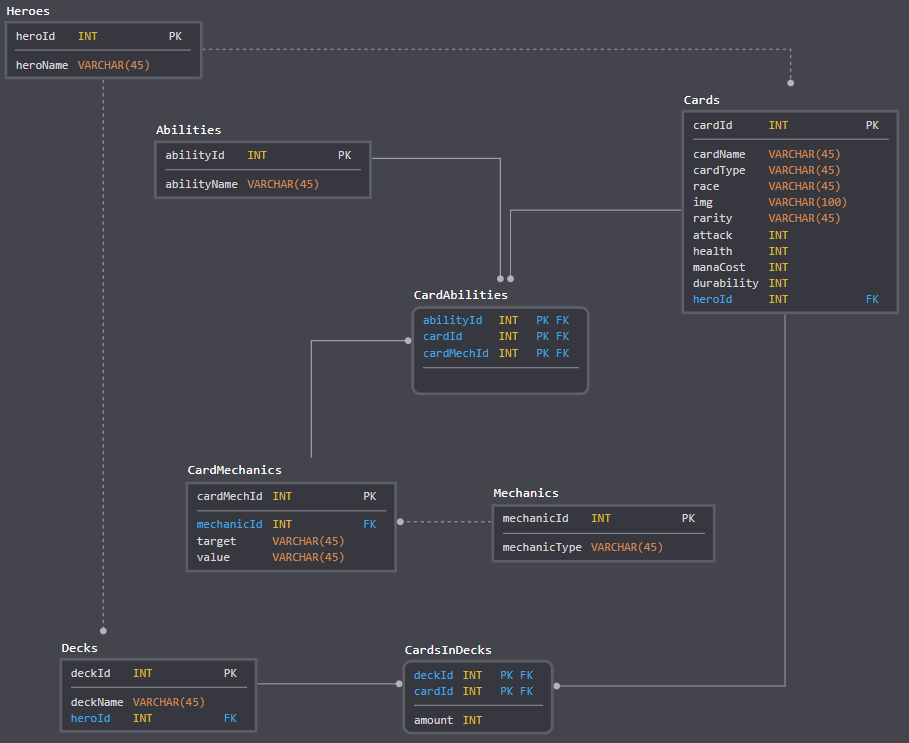 Heroes
heroId INT PK
heroName VARCHAR(45)
Abilities
abilityId INT PK
abilityName VARCHAR(45)
Cards
cardId INT PK
cardName VARCHAR(45)
cardType VARCHAR(45)
race VARCHAR(45)
img VARCHAR(100)
rarity VARCHAR(45)
attack INT
health INT
manaCost INT
durability INT
heroId INT FK
CardAbilities
abilityId INT PK FK
cardId INT PK FK
cardMechId INT PK FK
CardMechanics
cardMechId INT PK
mechanicId INT FK
target VARCHAR(45)
value VARCHAR(45)
Mechanics
mechanicId INT PK
mechanicType VARCHAR(45)
Decks
deckId INT PK
deckName VARCHAR(45)
heroId INT FK
CardsInDecks
deckId INT PK FK
cardId INT PK FK
amount INT